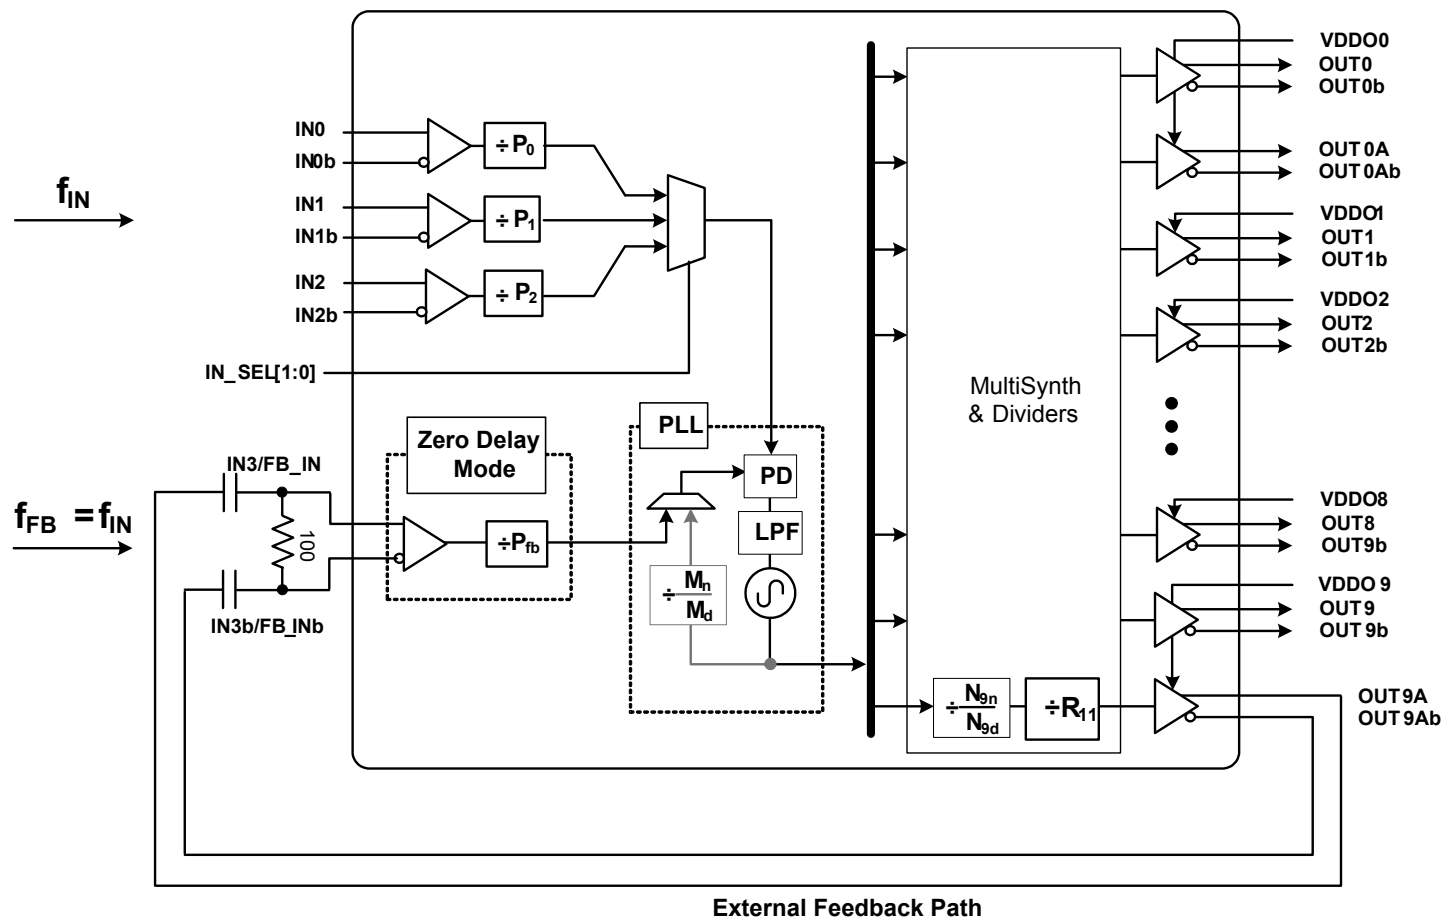 VDDO0
OUT0
OUT0b
IN0
IN0b
÷ P0
OUT 0A
OUT 0Ab
fIN
IN1
IN1b
÷ P1
VDDO1
OUT1
OUT1b
IN2
IN2b
÷ P2
VDDO2
OUT2
OUT2b
IN_SEL[1:0]
MultiSynth
& Dividers
Zero Delay
Mode
PLL
IN3/FB_IN
PD
fFB = fIN
100
÷Pfb
LPF
VDDO8
OUT8
OUT9b
÷ Mn
Md
IN3b/FB_INb
VDDO 9
OUT 9
OUT 9b
÷ N9n
N9d
÷R11
OUT 9A
OUT 9Ab
External Feedback Path